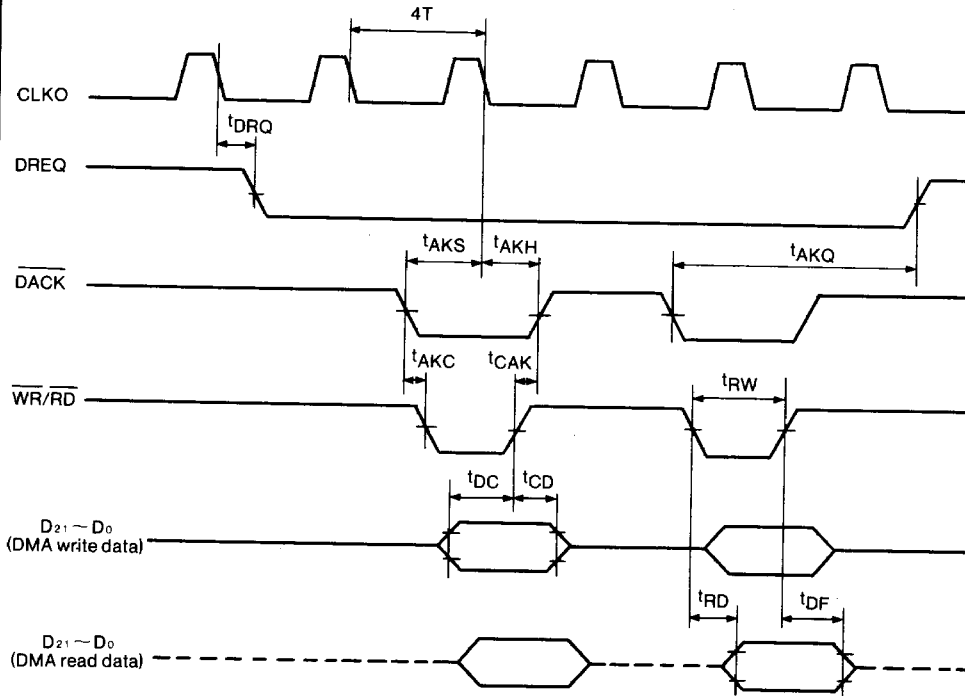 4T
CLKO
tDRQ
DREQ
tAKS
tAKH
tAKQ
DACK
tAKC
tCAK
WR/RD
tRW
tDC
tCD
D21~D0
(DMA write data)
tRD
tDF
D21~D0
(DMA read data)